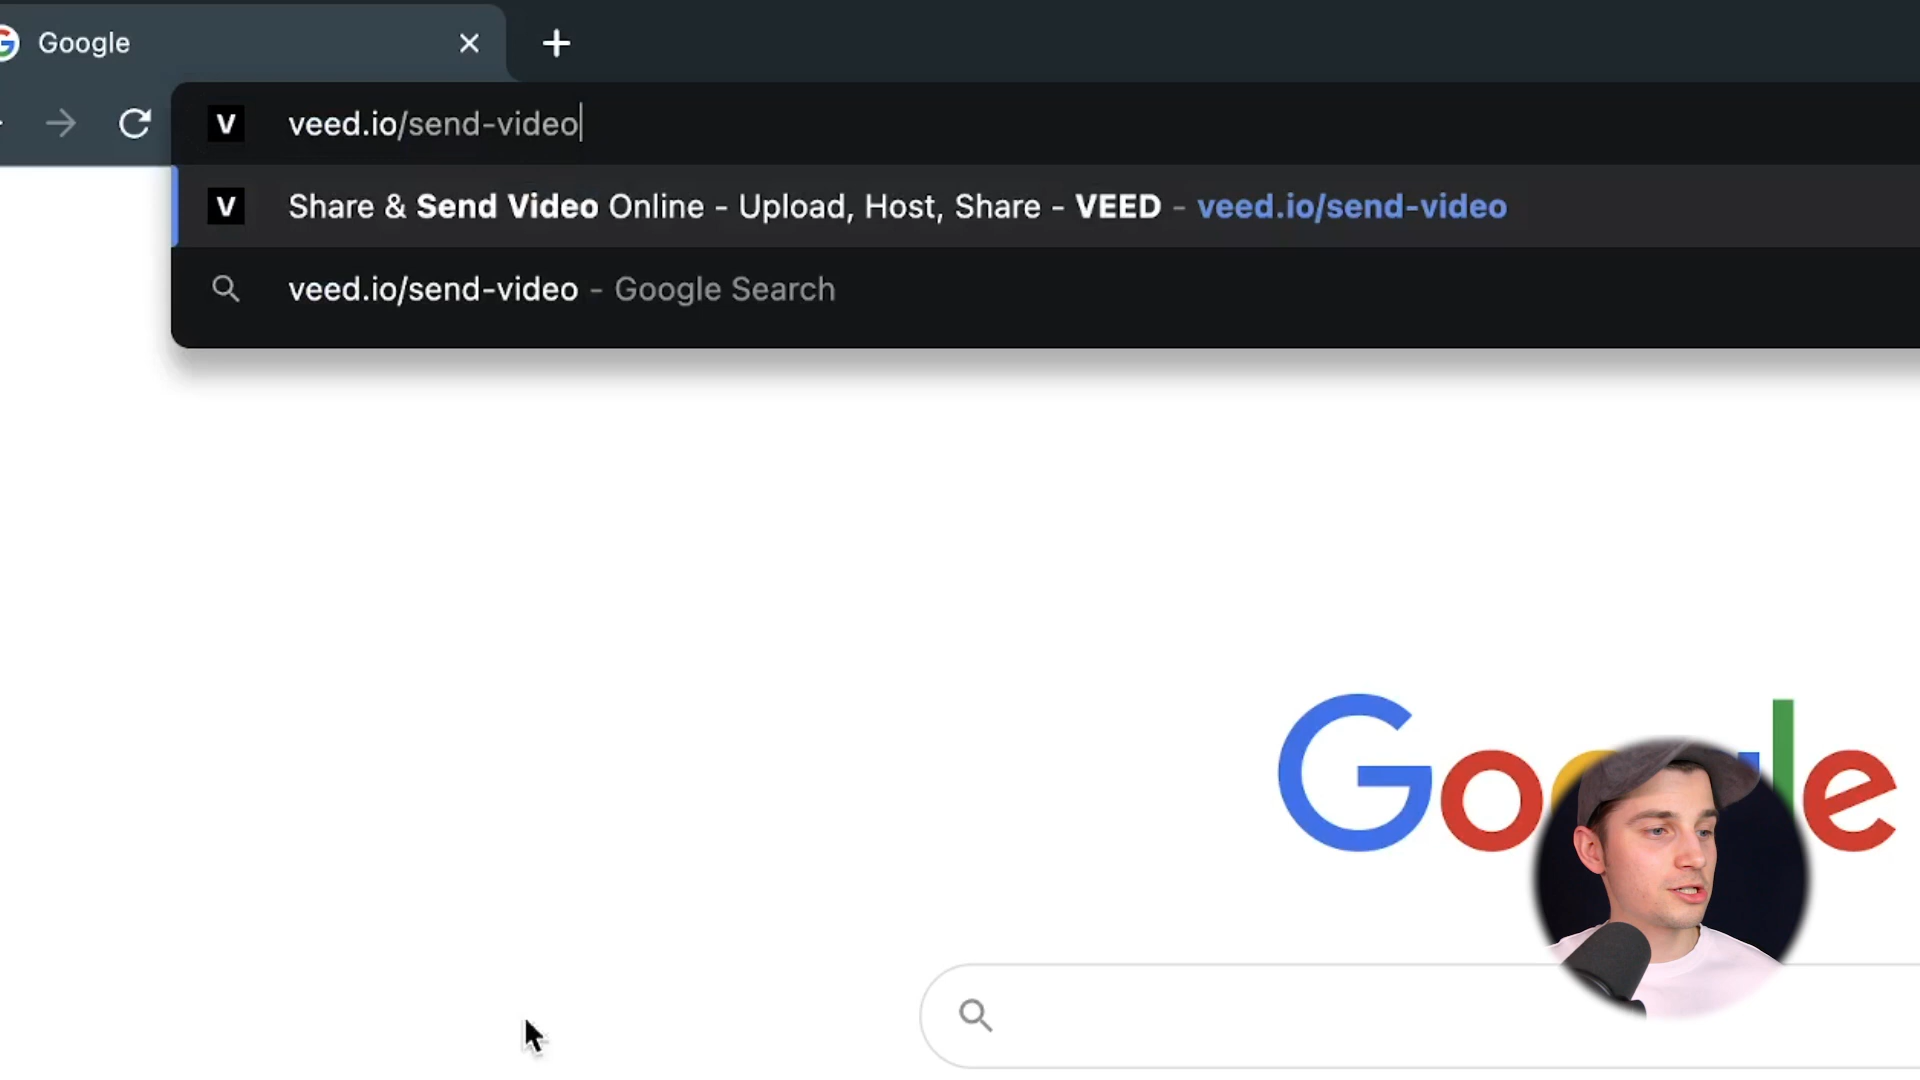 Google
veed.io/send-video
Share & Send Video Online - Upload, Host, Share - VEED - veed.io/send-video
veed.io/send-video - Google Search
Google